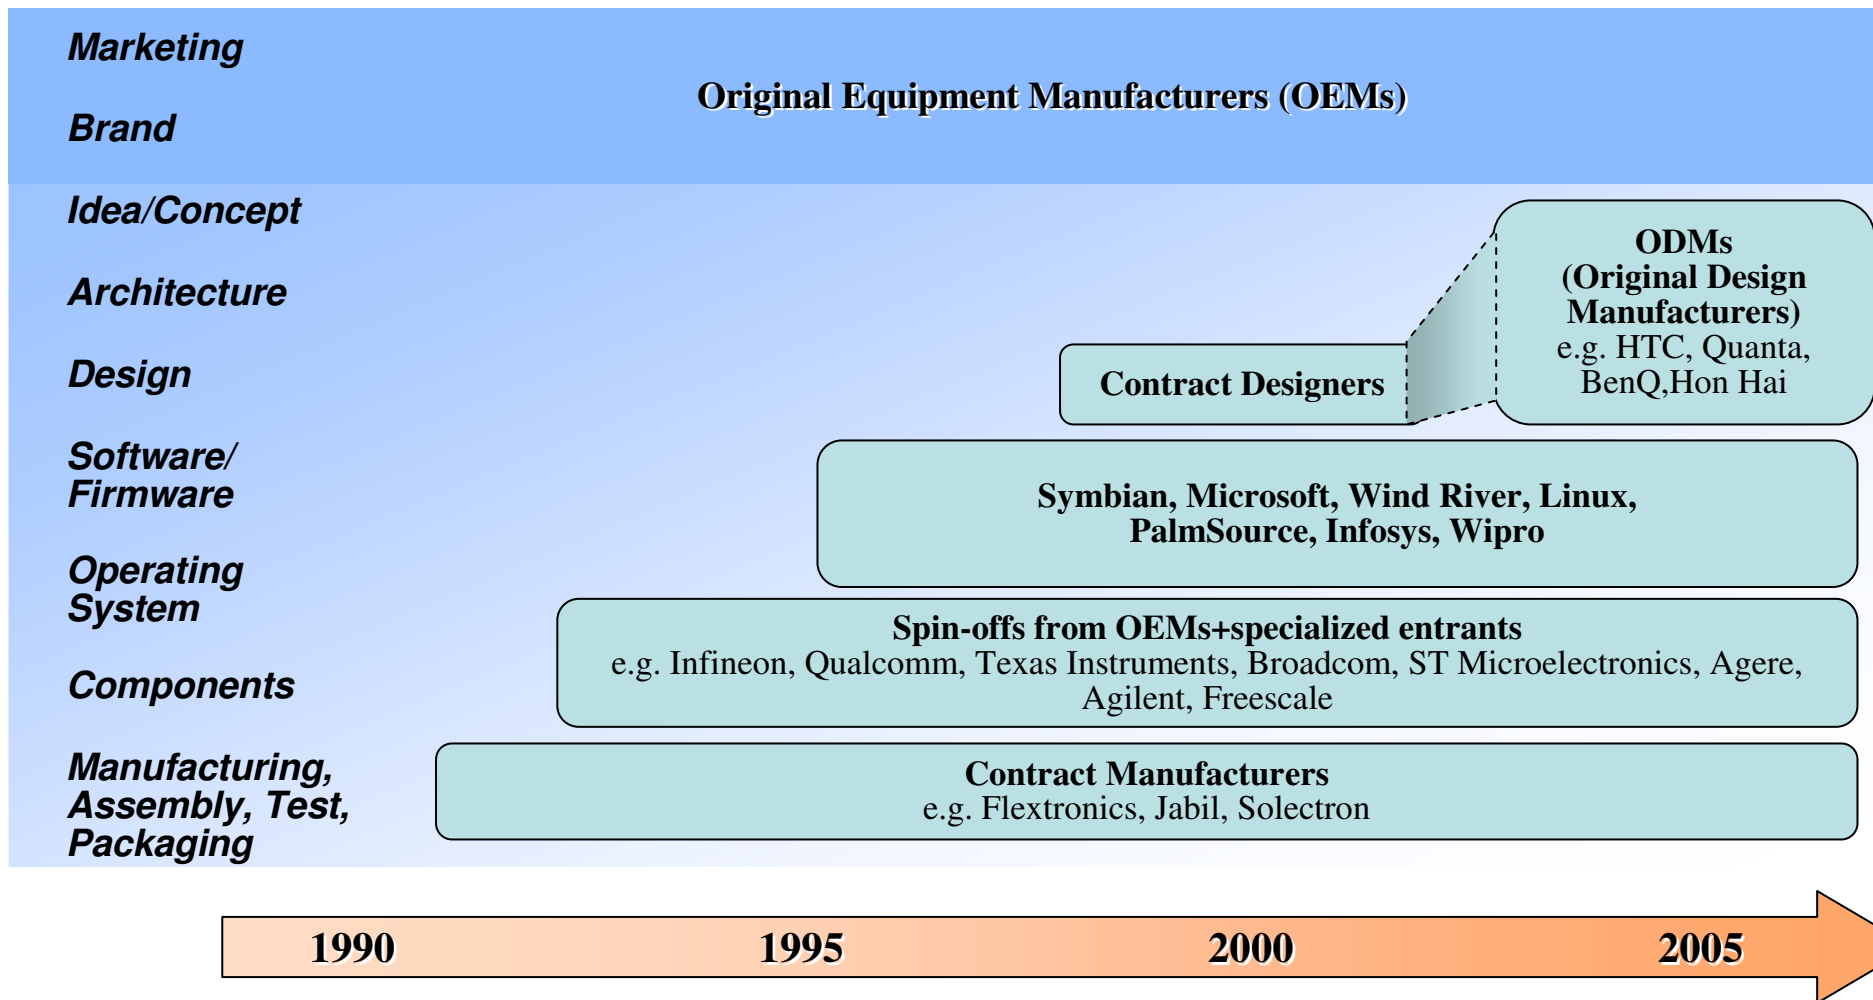 Marketing
Original Equipment Manufacturers (OEMs)
Brand
Idea/Concept
Architecture
Design
Software/
Firmware
Operating
System
Components
Manufacturing,
Assembly, Test,
Packaging
ODMs
(Original Design
Manufacturers)
e.g. HTC, Quanta,
BenQ,Hon Hai
Contract Designers
Symbian, Microsoft, Wind River, Linux,
PalmSource, Infosys, Wipro
Spin-offs from OEMs+specialized entrants
e.g. Infineon, Qualcomm, Texas Instruments, Broadcom, ST Microelectronics, Agere,
Agilent, Freescale
Contract Manufacturers
e.g. Flextronics, Jabil, Solectron
1990 1995 2000 2005